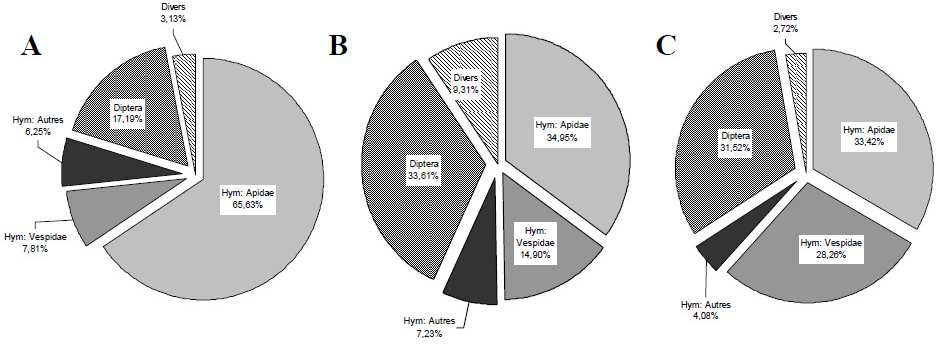 A
Divers
3,13%
Diptera
17,19%
Hym: Autres
6,25%
Hym: Apidae
65,63%
Hym: Vespidae
7,81%
B
Divers
9,31%
Hym: Apidae
34,95%
Diptera
33,61%
Hym:
Vespidae
14,90%
Hym: Autres
7,23%
C
Divers
2,72%
Hym: Apidae
33,42%
Diptera
31,52%
Hym: Vespidae
28,26%
Hym: Autres
4,08%